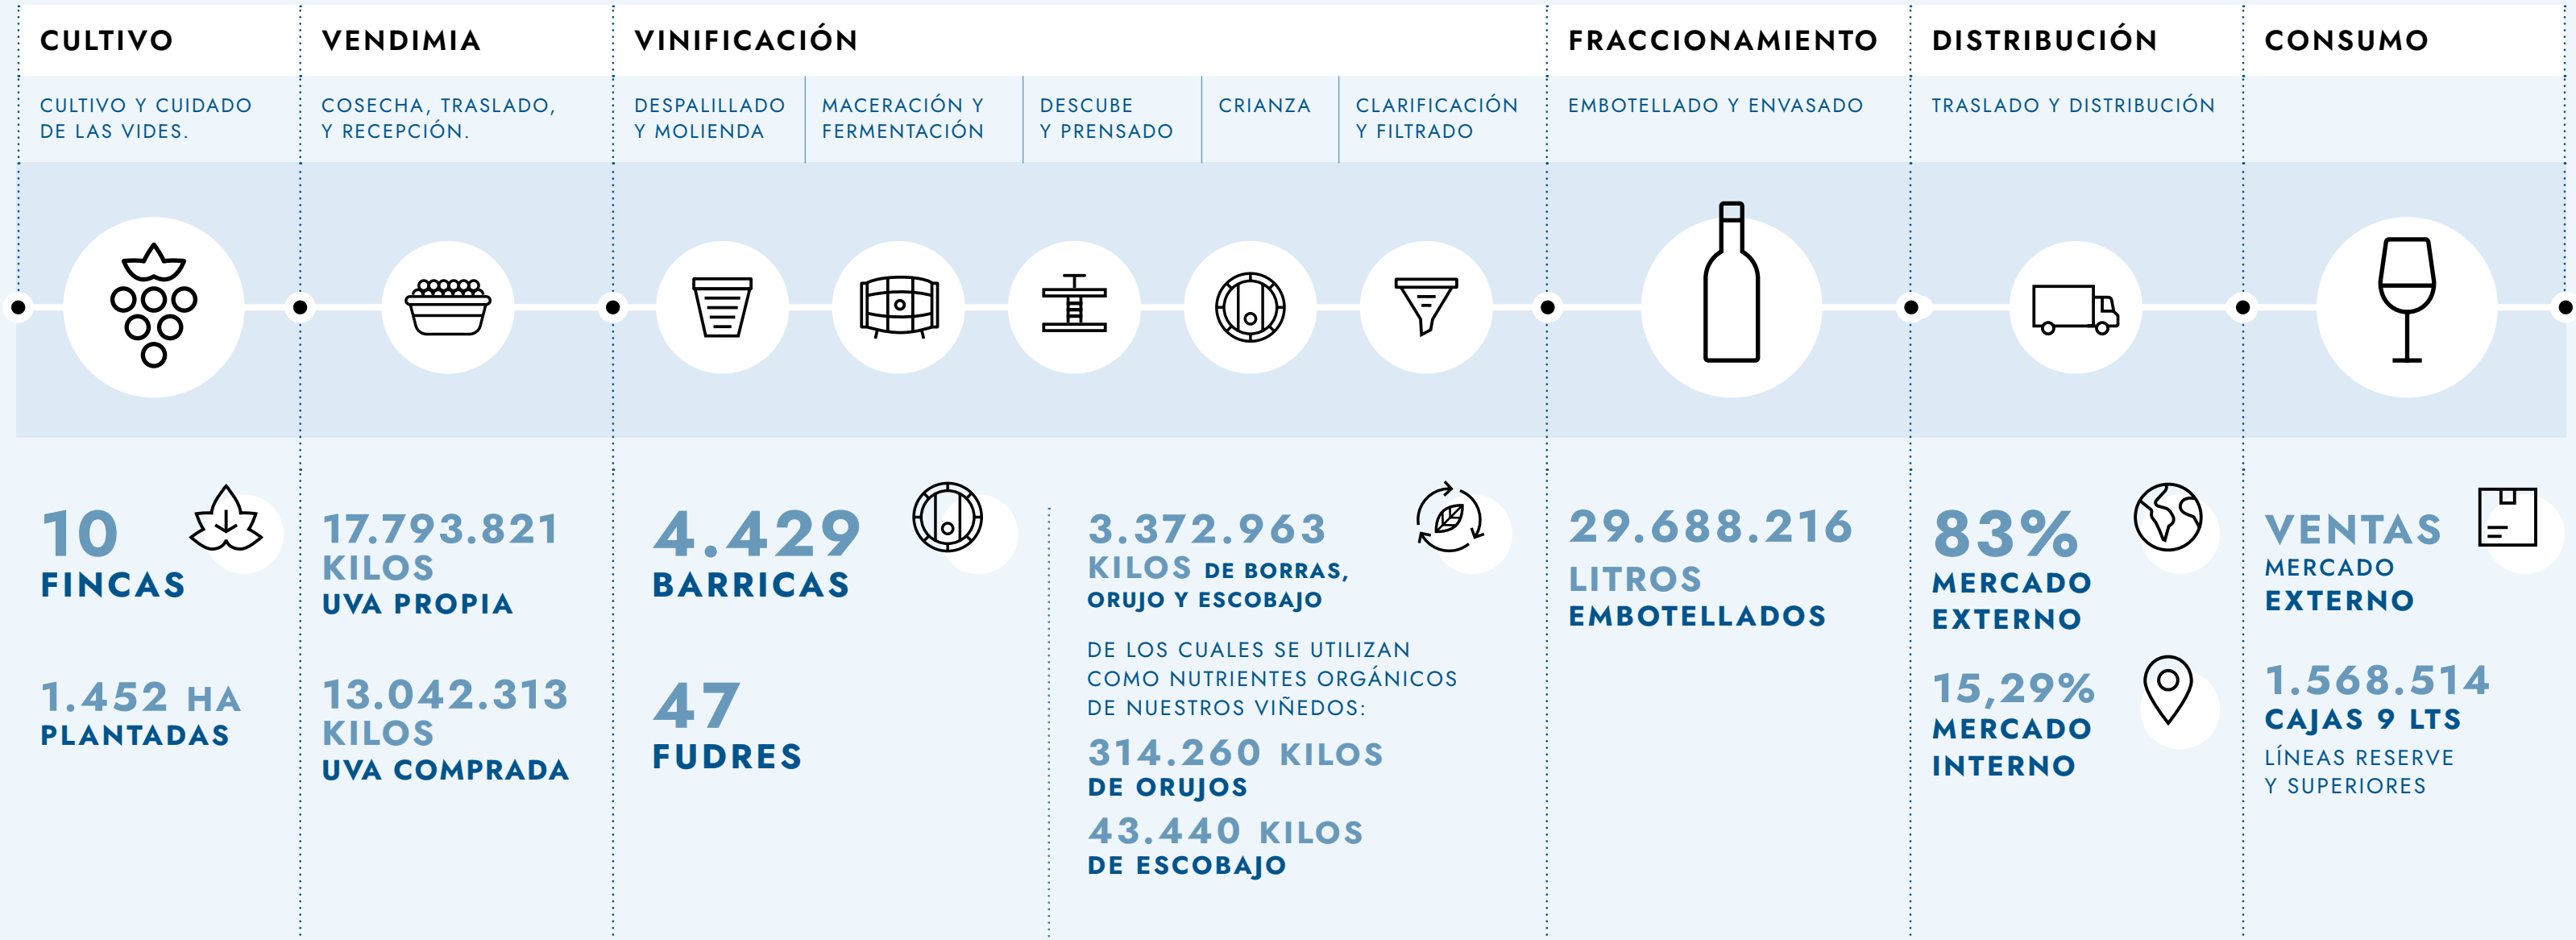 CULTIVO
CULTIVO Y CUIDADO
DE LAS VIDES.
10
FINCAS
1.452 HA
PLANTADAS
VENDIMIA
COSECHA, TRASLADO,
Y RECEPCIÓN.
17.793.821
KILOS
UVA PROPIA
13.042.313
KILOS
UVA COMPRADA
VINIFICACIÓN
DESPALILLADO
Y MOLIENDA
MACERACIÓN Y
FERMENTACIÓN
DESCUBE
Y PRENSADO
CRIANZA
CLARIFICACIÓN
Y FILTRADO
4.429
BARRICAS
47
FUDRES
3.372.963
KILOS DE BORRAS,
ORUJO Y ESCOBAJO
DE LOS CUALES SE UTILIZAN
COMO NUTRIENTES ORGÁNICOS
DE NUESTROS VIÑEDOS:
314.260 KILOS
DE ORUJOS
43.440 KILOS
DE ESCOBAJO
FRACCIONAMIENTO
EMBOTELLADO Y ENVASADO
29.688.216
LITROS
EMBOTELLADOS
DISTRIBUCIÓN
TRASLADO Y DISTRIBUCIÓN
83%
MERCADO
EXTERNO
15,29%
MERCADO
INTERNO
CONSUMO
VENTAS
MERCADO
EXTERNO
1.568.514
CAJAS 9 LTS
LÍNEAS RESERVE
Y SUPERIORES